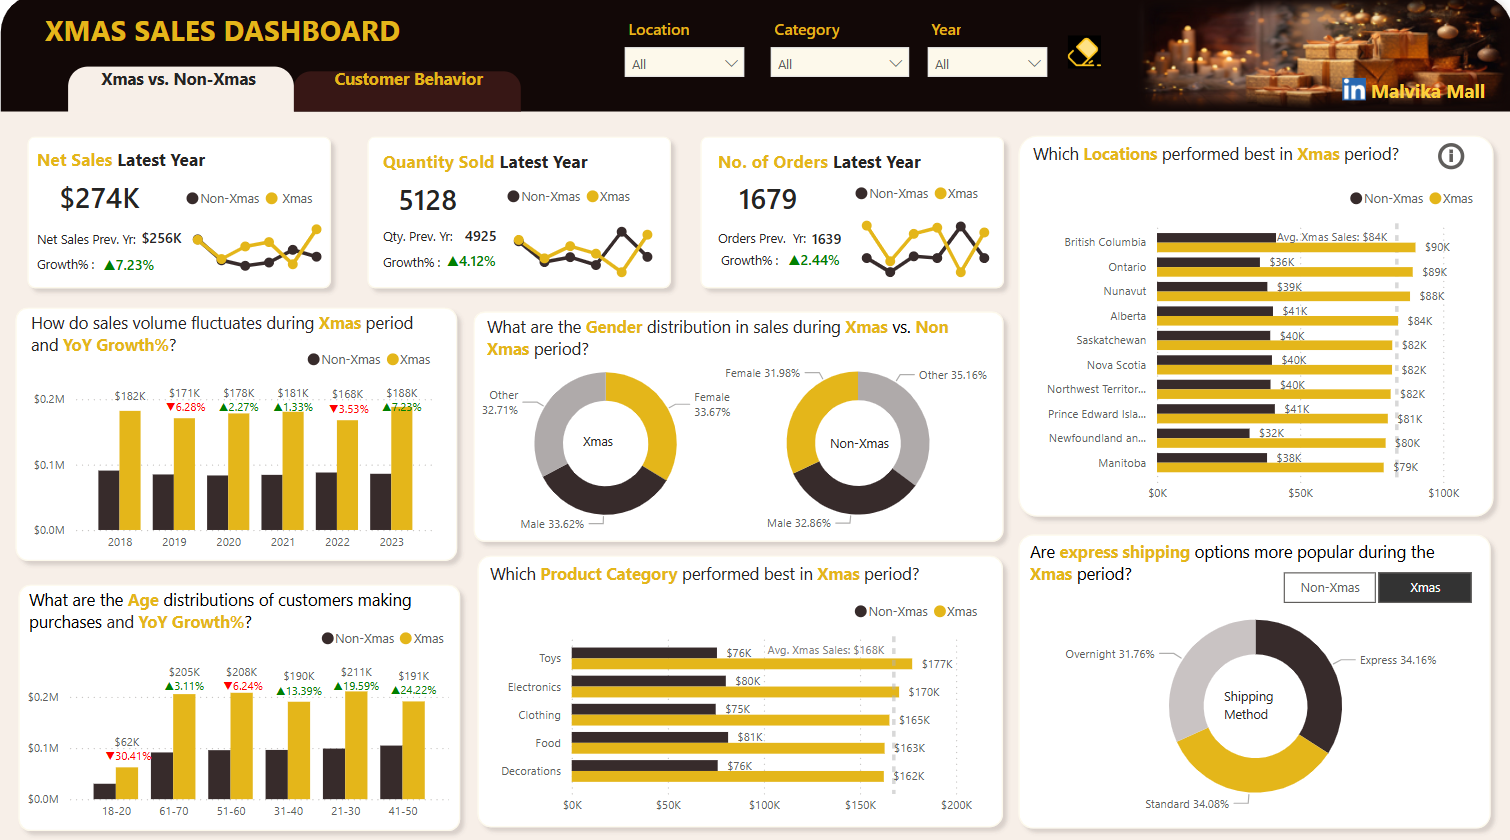 XMAS SALES DASHBOARD
Location
Category
Year
All
All
All
Xmas vs. Non-Xmas
Customer Behavior
in Malvika Mall
Net Sales Latest Year
$274K
Non-Xmas Xmas
Net Sales Prev. Yr: $256K
Growth% : ▲7.23%
Quantity Sold Latest Year
5128
Non-Xmas Xmas
Qty. Prev. Yr: 4925
Growth% : ▲4.12%
No. of Orders Latest Year
1679
Non-Xmas Xmas
Orders Prev. Yr: 1639
Growth% : ▲2.44%
Which Locations performed best in Xmas period?
Non-Xmas Xmas
British Columbia Avg. Xmas Sales: $84K $90K
Ontario $36K $89K
Nunavut $39K $88K
Alberta $41K $84K
Saskatchewan $40K $82K
Nova Scotia $40K $82K
Northwest Territor... $40K $82K
Prince Edward Isla... $41K $81K
Newfoundland an... $32K $80K
Manitoba $38K $79K
$0K $50K $100K
How do sales volume fluctuates during Xmas period
and YoY Growth%?
Non-Xmas Xmas
$182K $171K $178K $181K $168K $188K
▼6.28% ▲2.27% ▲1.33% ▼3.53% ▲7.23%
$0.2M
$0.1M
$0.0M
2018 2019 2020 2021 2022 2023
What are the Gender distribution in sales during Xmas vs. Non
Xmas period?
Other
32.71%
Female
33.67%
Xmas
Male 33.62%
Female 31.98%
Other 35.16%
Non-Xmas
Male 32.86%
What are the Age distributions of customers making
purchases and YoY Growth%?
Non-Xmas Xmas
$62K $205K $208K $190K $211K $191K
▼30.41% ▲3.11% ▼6.24% ▲13.39% ▲19.59% ▲24.22%
$0.2M
$0.1M
$0.0M
18-20 61-70 51-60 31-40 21-30 41-50
Which Product Category performed best in Xmas period?
Non-Xmas Xmas
Toys $76K Avg. Xmas Sales: $168K $177K
Electronics $80K $170K
Clothing $75K $165K
Food $81K $163K
Decorations $76K $162K
$0K $50K $100K $150K $200K
Are express shipping options more popular during the
Xmas period?
Non-Xmas
Xmas
Overnight 31.76%
Express 34.16%
Shipping
Method
Standard 34.08%